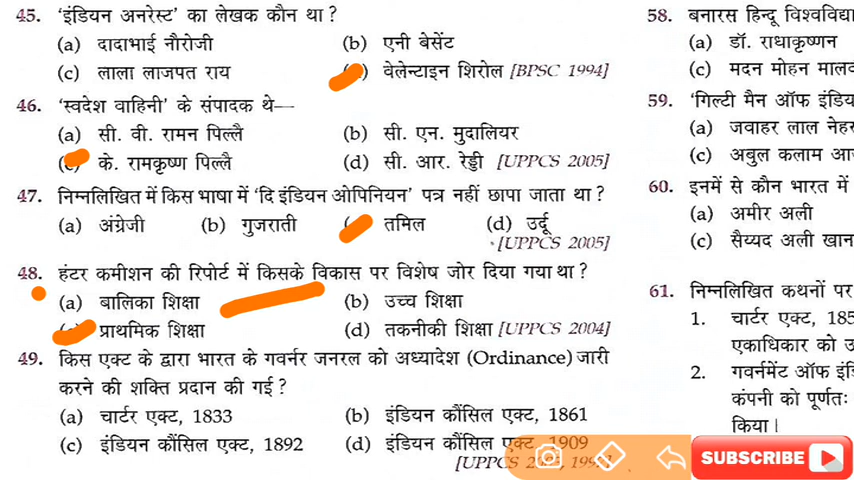 45. 'इंडियन अनरेस्ट' का लेखक कौन था ?
(a) दादाभाई नौरोजी (b) एनी बेसेंट
(c) लाला लाजपत राय वेलेन्टाइन शिरोल [BPSC 1994]
46. 'स्वदेश वाहिनी' के संपादक थे—
(a) सी. वी. रामन पिल्लै (b) सी. एन. मुदालियर
के. रामकृष्ण पिल्लै (d) सी. आर. रेड्डी [UPPCS 2005]
47. निम्नलिखित में किस भाषा में 'दि इंडियन ओपिनियन' पत्र नहीं छापा जाता था ?
(a) अंग्रेजी (b) गुजराती तमिल (d) उर्दू
[UPPCS 2005]
48. हंटर कमीशन की रिपोर्ट में किसके विकास पर विशेष जोर दिया गया था ?
(a) बालिका शिक्षा (b) उच्च शिक्षा
प्राथमिक शिक्षा (d) तकनीकी शिक्षा [UPPCS 2004]
49. किस एक्ट के द्वारा भारत के गवर्नर जनरल को अध्यादेश (Ordinance) जारी
करने की शक्ति प्रदान की गई ?
(a) चार्टर एक्ट, 1833 (b) इंडियन कौंसिल एक्ट, 1861
(c) इंडियन कौंसिल एक्ट, 1892 (d) इंडियन कौंसिल एक्ट, 1909
[UPPCS
58. बनारस हिन्दू विश्वविद्या
(a) डॉ. राधाकृष्णन
(c) मदन मोहन मालव
59. 'गिल्टी मैन ऑफ इंडिय
(a) जवाहर लाल नेहर
(c) अबुल कलाम आज
60. इनमें से कौन भारत में
(a) अमीर अली
(c) सैय्यद अली खान
61. निम्नलिखित कथनों पर
1. चार्टर एक्ट, 185
एकाधिकार को उ
2. गवर्नमेंट ऑफ इंडि
कंपनी को पूर्णतः
किया।
SUBSCRIBE